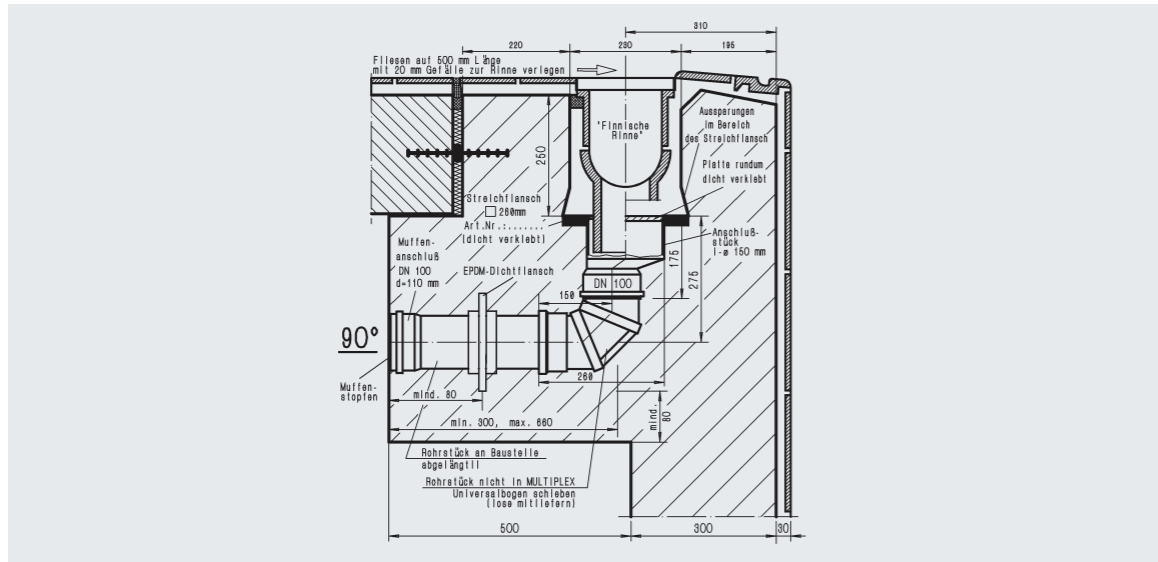 310
220
230
195
Fliesen auf 500 mm Länge
mit 20 mm Gefälle zur Rinne verlegen
"Finnische
Rinne"
Aussparungen
im Bereich
des Streichflansch
Platte rundum
dicht verklebt
250
Streichflansch
□ 260mm
Art.Nr.:.......
(dicht verklebt)
Anschluß-
stück
I-ø 150 mm
175
275
Muffen-
anschluß
DN 100
d=110 mm
EPDM-Dichtflansch
DN 100
150
90°
260
Muffen-
stopfen
mind. 80
mind.
80
min. 300, max. 660
Rohrstück an Baustelle
abgelängtll
Rohrstück nicht in MULTIPLEX
Universalbogen schieben
(lose mitliefern)
500
300
30